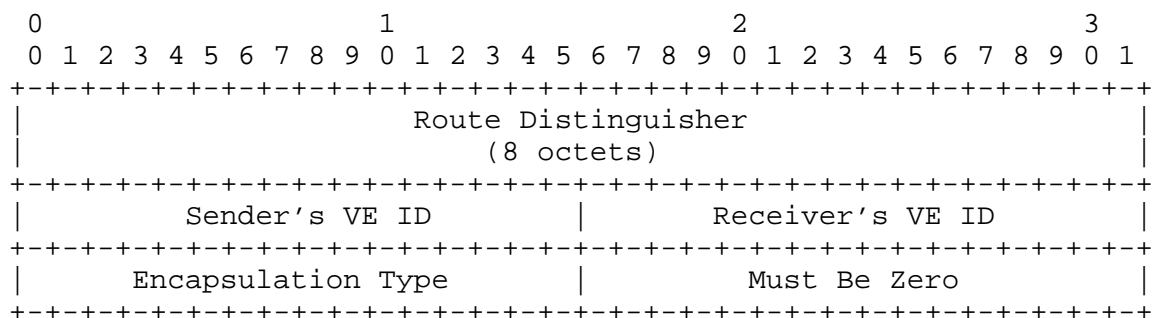 0                   1                   2                   3
 0 1 2 3 4 5 6 7 8 9 0 1 2 3 4 5 6 7 8 9 0 1 2 3 4 5 6 7 8 9 0 1
+-+-+-+-+-+-+-+-+-+-+-+-+-+-+-+-+-+-+-+-+-+-+-+-+-+-+-+-+-+-+-+-+
|                      Route Distinguisher                      |
|                          (8 octets)                           |
+-+-+-+-+-+-+-+-+-+-+-+-+-+-+-+-+-+-+-+-+-+-+-+-+-+-+-+-+-+-+-+-+
|         Sender’s VE ID        |       Receiver’s VE ID        |
+-+-+-+-+-+-+-+-+-+-+-+-+-+-+-+-+-+-+-+-+-+-+-+-+-+-+-+-+-+-+-+-+
|      Encapsulation Type       |         Must Be Zero          |
+-+-+-+-+-+-+-+-+-+-+-+-+-+-+-+-+-+-+-+-+-+-+-+-+-+-+-+-+-+-+-+-+